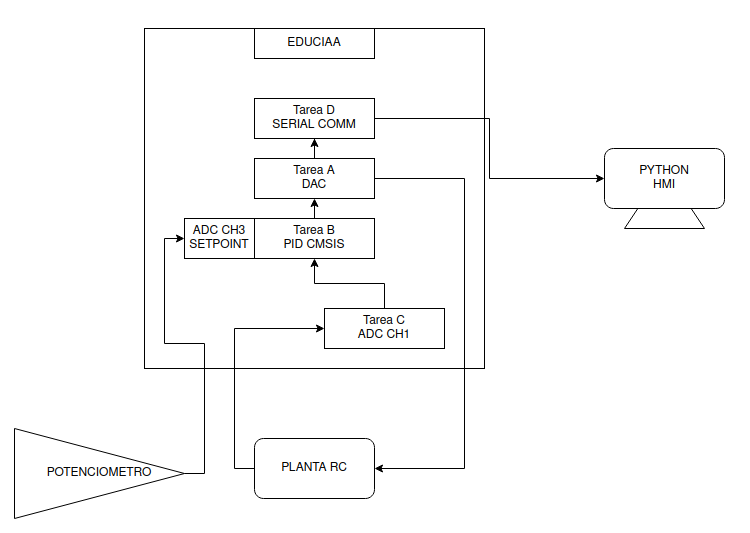 EDUCIAA
Tarea D
SERIAL COMM
Tarea A
DAC
PYTHON
HMI
ADC CH3
SETPOINT
Tarea B
PID CMSIS
Tarea C
ADC CH1
POTENCIOMETRO
PLANTA RC